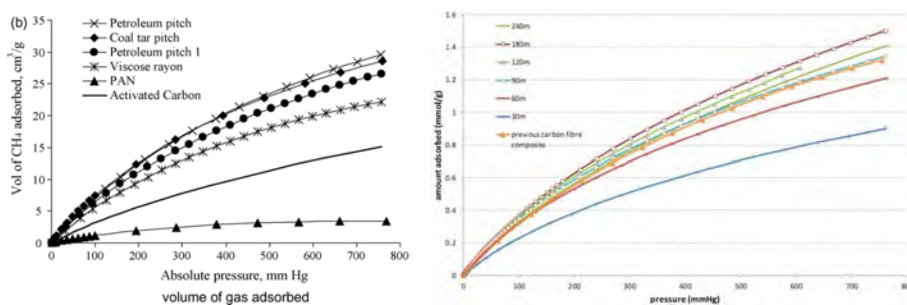 (b)
35
30
25
20
15
10
5
0
Vol of CH₄ adsorbed, cm³/g
Petroleum pitch
Coal tar pitch
Petroleum pitch 1
Viscose rayon
PAN
Activated Carbon
0 100 200 300 400 500 600 700 800
Absolute pressure, mm Hg
volume of gas adsorbed
1.6
1.4
1.2
1
0.8
0.6
0.4
0.2
0
amount adsorbed (mmol/g)
240m
180m
120m
90m
60m
30m
previous carbon fibre
composite
0 100 200 300 400 500 600 700 800
pressure (mmHg)